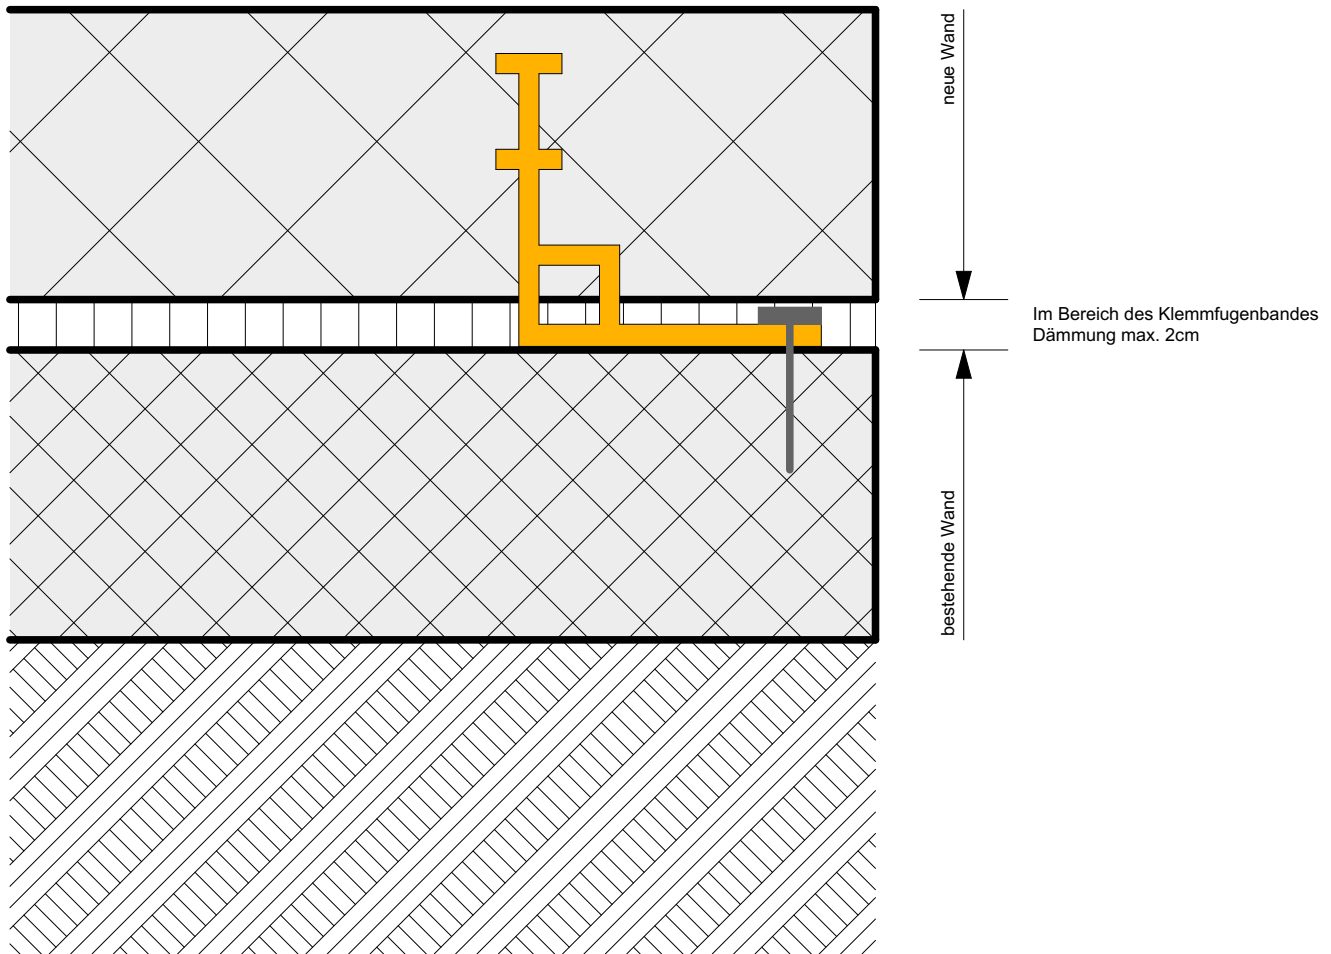 neue Wand
Im Bereich des Klemmfugenbandes
Dämmung max. 2cm
bestehende Wand